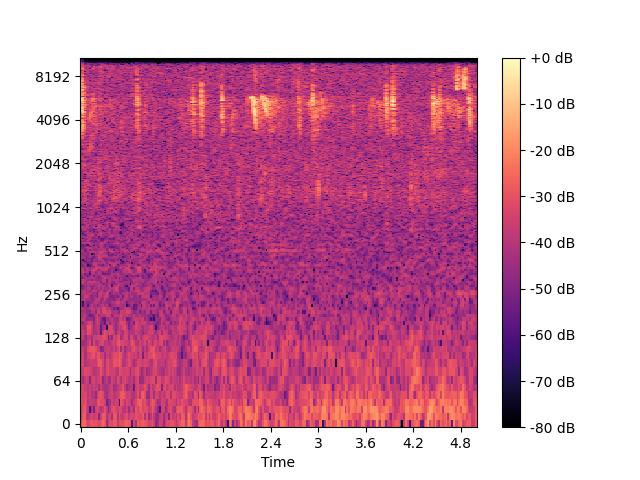 8192
4096
2048
1024
512
256
128
64
0
Hz
0 0.6 1.2 1.8 2.4 3 3.6 4.2 4.8
Time
+0 dB
-10 dB
-20 dB
-30 dB
-40 dB
-50 dB
-60 dB
-70 dB
-80 dB